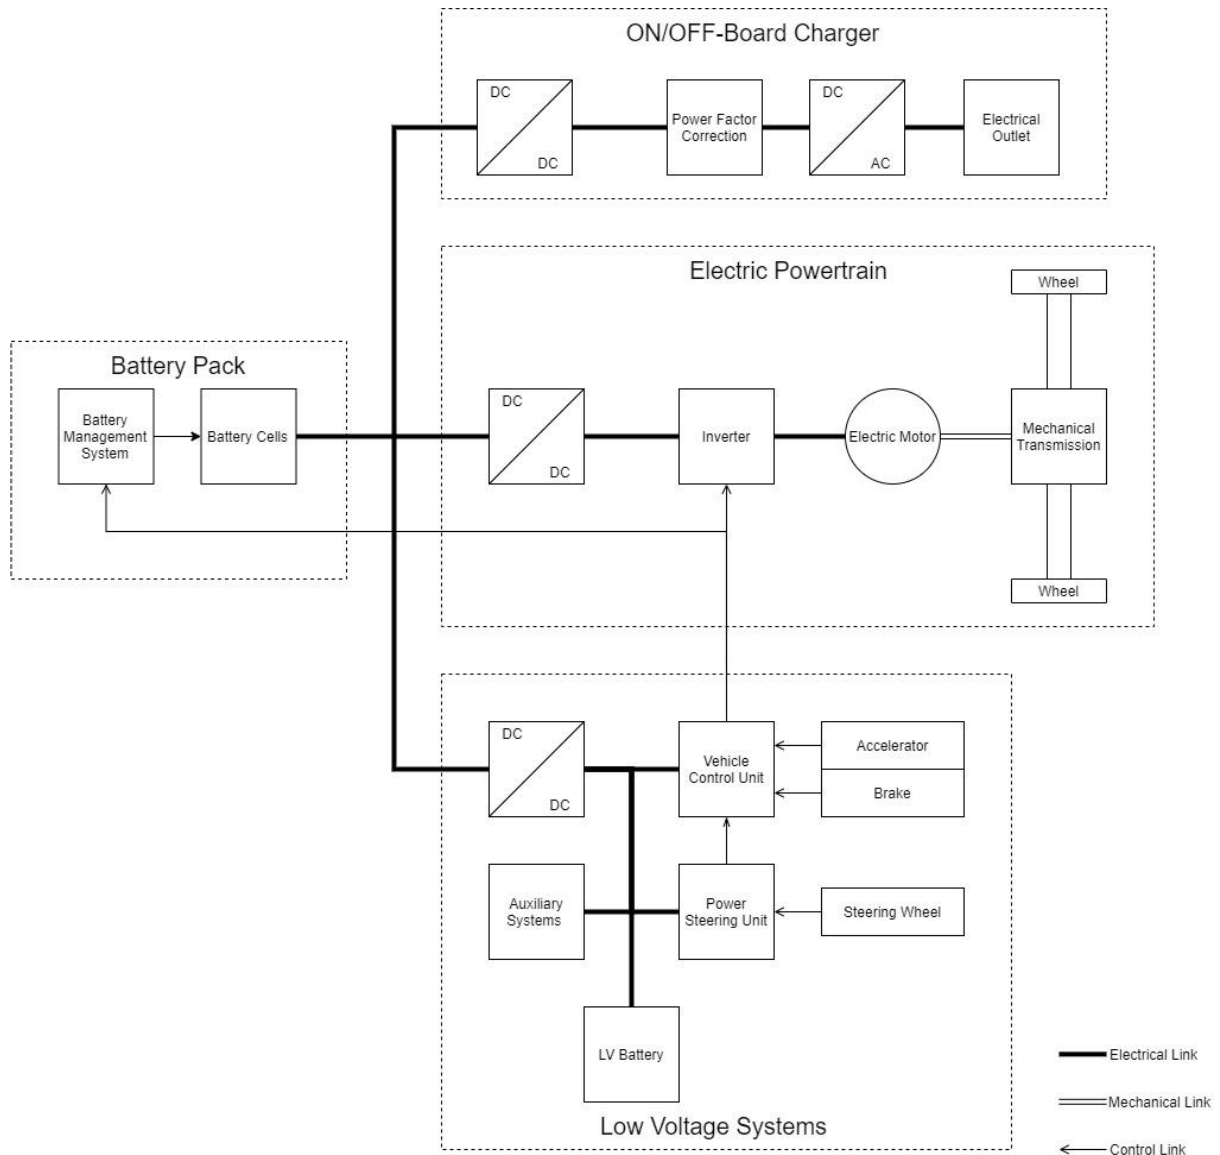 ON/OFF-Board Charger
DC
DC
Power Factor
Correction
DC
AC
Electrical
Outlet
Electric Powertrain
Wheel
Battery Pack
Battery
Management
System
Battery Cells
DC
DC
Inverter
Electric Motor
Mechanical
Transmission
Wheel
DC
DC
Vehicle
Control Unit
Accelerator
Brake
Auxiliary
Systems
Power
Steering Unit
Steering Wheel
LV Battery
Low Voltage Systems
Electrical Link
Mechanical Link
Control Link